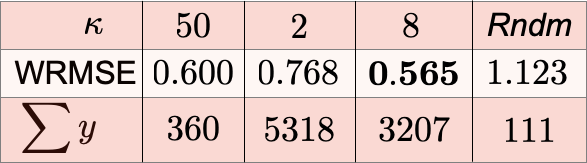 κ 50 2 8 Rndm
WRMSE 0.600 0.768 0.565 1.123
∑ y 360 5318 3207 111